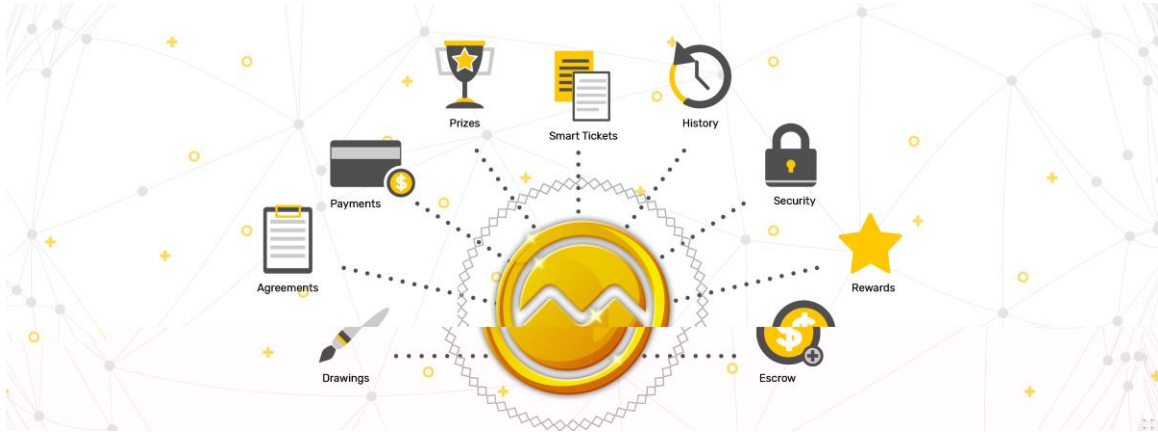 Prizes
Smart Tickets
History
Payments
Security
Agreements
Rewards
Drawings
Escrow